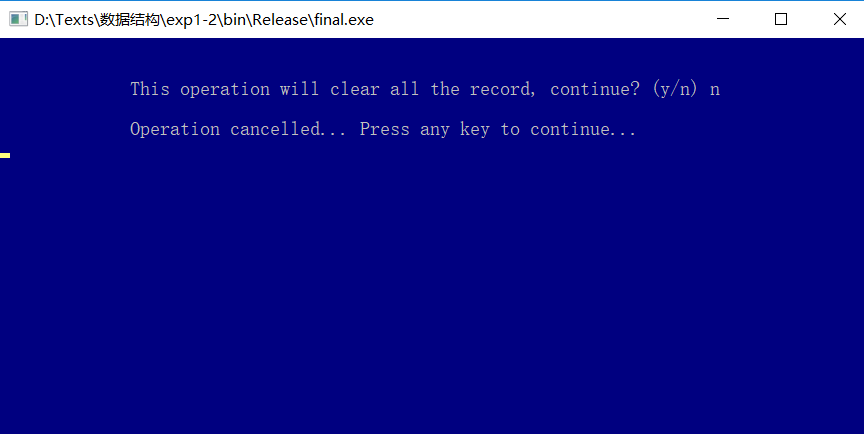 D:\Texts\数据结构\exp1-2\bin\Release\final.exe
This operation will clear all the record, continue? (y/n) n
Operation cancelled... Press any key to continue...